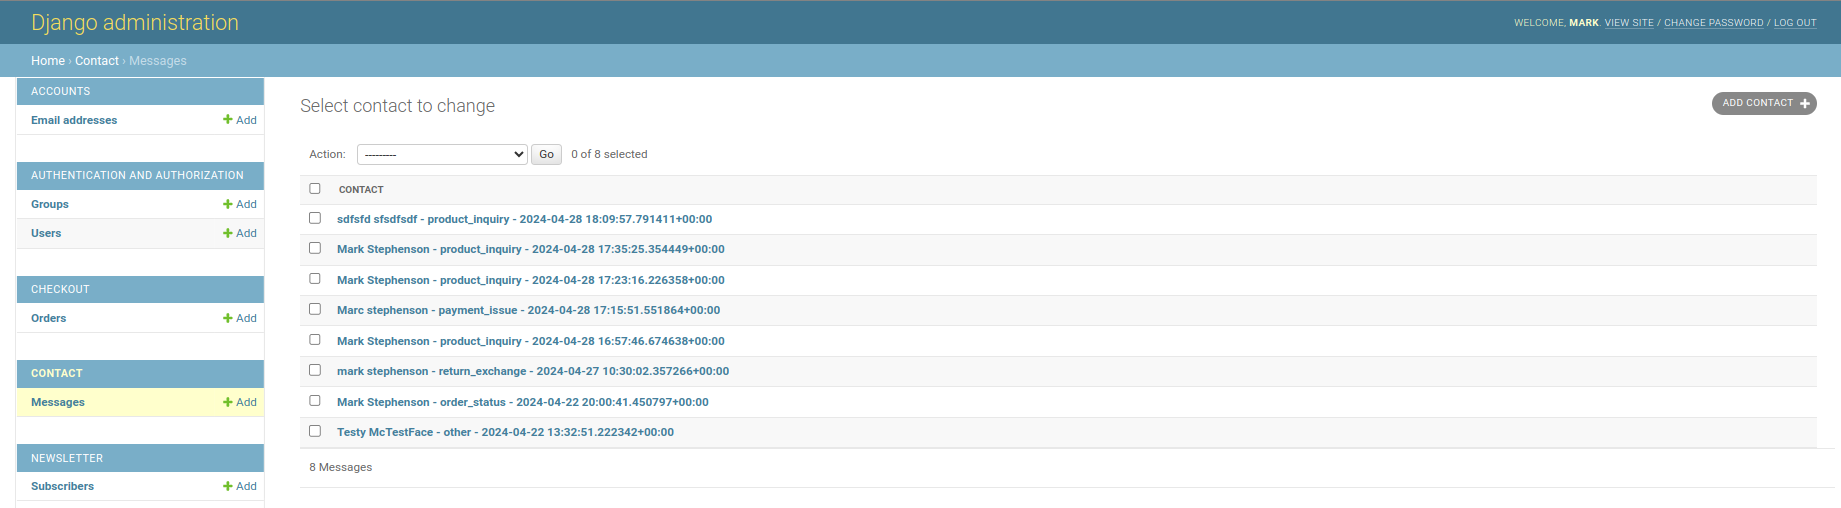 Django administration
WELCOME, MARK. VIEW SITE / CHANGE PASSWORD / LOG OUT
Home › Contact › Messages
ACCOUNTS
Email addresses
Add
AUTHENTICATION AND AUTHORIZATION
Groups
Add
Users
Add
CHECKOUT
Orders
Add
CONTACT
Messages
Add
NEWSLETTER
Subscribers
Add
Select contact to change
ADD CONTACT
Action: --------- Go 0 of 8 selected
CONTACT
sdfsfd sfsdfsdf - product_inquiry - 2024-04-28 18:09:57.791411+00:00
Mark Stephenson - product_inquiry - 2024-04-28 17:35:25.354449+00:00
Mark Stephenson - product_inquiry - 2024-04-28 17:23:16.226358+00:00
Marc stephenson - payment_issue - 2024-04-28 17:15:51.551864+00:00
Mark Stephenson - product_inquiry - 2024-04-28 16:57:46.674638+00:00
mark stephenson - return_exchange - 2024-04-27 10:30:02.357266+00:00
Mark Stephenson - order_status - 2024-04-22 20:00:41.450797+00:00
Testy McTestFace - other - 2024-04-22 13:32:51.222342+00:00
8 Messages